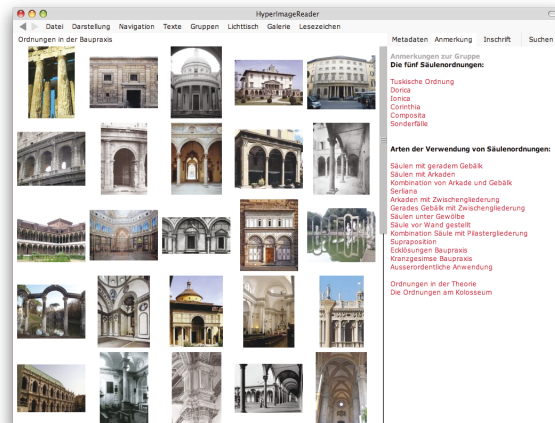 HyperImageReader
Datei Darstellung Navigation Texte Gruppen Lichttisch Galerie Lesezeichen
Ordnungen in der Baupraxis
Metadaten Anmerkung Inschrift Suchen
Anmerkungen zur Gruppe
Die fünf Säulenordnungen:
Tuskische Ordnung
Dorica
Ionica
Corinthia
Composita
Sonderfälle
Arten der Verwendung von Säulenordnungen:
Säulen mit geradem Gebälk
Säulen mit Arkaden
Kombination von Arkade und Gebälk
Serliana
Arkaden mit Zwischengliederung
Gerades Gebälk mit Zwischengliederung
Säulen unter Gewölbe
Säule vor Wand gestellt
Kombination Säule mit Pilastergliederung
Supraposition
Ecklösungen Baupraxis
Kranzgesimse Baupraxis
Ausserordentliche Anwendung
Ordnungen in der Theorie
Die Ordnungen am Kolosseum